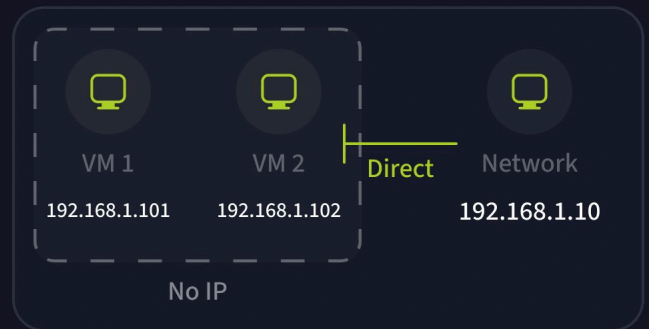 Direct
VM 1
VM 2
Network
192.168.1.101
192.168.1.102
192.168.1.10
No IP